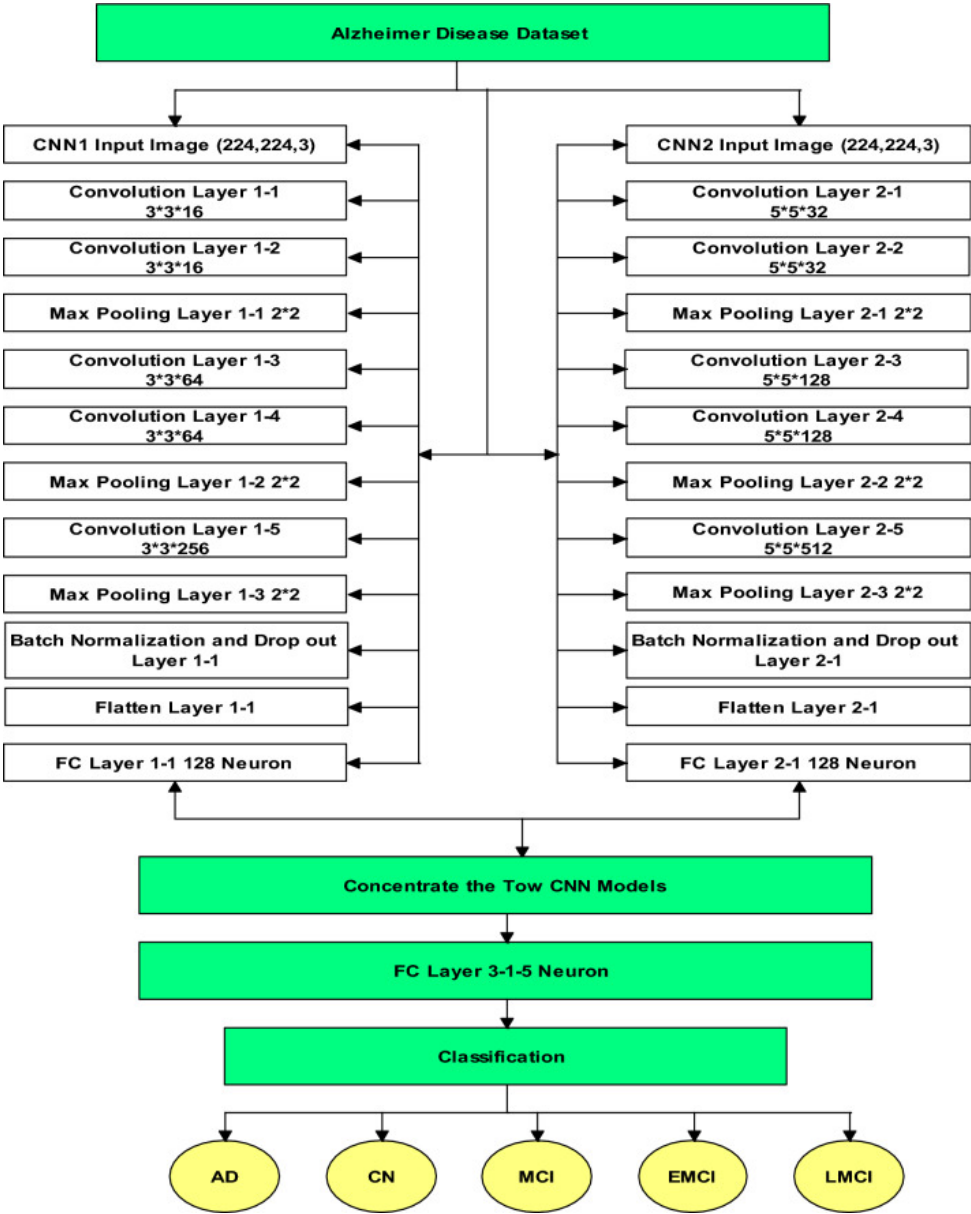 Alzheimer Disease Dataset
CNN1 Input Image (224,224,3)
Convolution Layer 1-1
3*3*16
Convolution Layer 1-2
3*3*16
Max Pooling Layer 1-1 2*2
Convolution Layer 1-3
3*3*64
Convolution Layer 1-4
3*3*64
Max Pooling Layer 1-2 2*2
Convolution Layer 1-5
3*3*256
Max Pooling Layer 1-3 2*2
Batch Normalization and Drop out
Layer 1-1
Flatten Layer 1-1
FC Layer 1-1 128 Neuron
CNN2 Input Image (224,224,3)
Convolution Layer 2-1
5*5*32
Convolution Layer 2-2
5*5*32
Max Pooling Layer 2-1 2*2
Convolution Layer 2-3
5*5*128
Convolution Layer 2-4
5*5*128
Max Pooling Layer 2-2 2*2
Convolution Layer 2-5
5*5*512
Max Pooling Layer 2-3 2*2
Batch Normalization and Drop out
Layer 2-1
Flatten Layer 2-1
FC Layer 2-1 128 Neuron
Concentrate the Tow CNN Models
FC Layer 3-1-5 Neuron
Classification
AD
CN
MCI
EMCI
LMCI